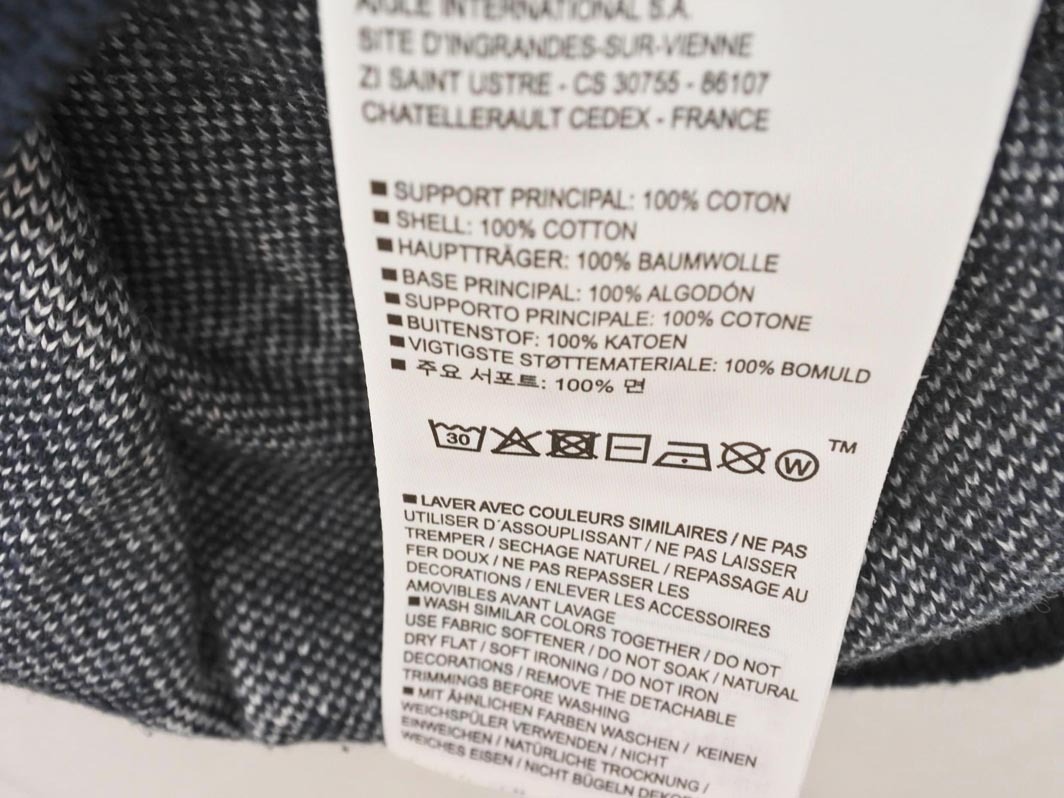 AIGLE INTERNATIONAL S.A.
SITE D'INGRANDES-SUR-VIENNE
ZI SAINT USTRE - CS 30755 - 86107
CHATELLERAULT CEDEX - FRANCE
■ SUPPORT PRINCIPAL: 100% COTON
■ SHELL: 100% COTTON
■ HAUPTTRÄGER: 100% BAUMWOLLE
■ BASE PRINCIPAL: 100% ALGODÓN
■ SUPPORTO PRINCIPALE: 100% COTONE
■ BUITENSTOF: 100% KATOEN
■ VIGTIGSTE STØTTEMATERIALE: 100% BOMULD
■ 주요 서포트: 100% 면
30 W ™
■ LAVER AVEC COULEURS SIMILAIRES / NE PAS
UTILISER D´ASSOUPLISSANT / NE PAS LAISSER
TREMPER / SECHAGE NATUREL / REPASSAGE AU
FER DOUX / NE PAS REPASSER LES
DECORATIONS / ENLEVER LES ACCESSOIRES
AMOVIBLES AVANT LAVAGE
■ WASH SIMILAR COLORS TOGETHER / DO NOT
USE FABRIC SOFTENER / DO NOT SOAK / NATURAL
DRY FLAT / SOFT IRONING / DO NOT IRON
DECORATIONS / REMOVE THE DETACHABLE
TRIMMINGS BEFORE WASHING
■ MIT ÄHNLICHEN FARBEN WASCHEN / KEINEN
WEICHSPÜLER VERWENDEN / NICHT
EINWEICHEN / NATÜRLICHE TROCKNUNG /
WEICHES EISEN / NICHT BÜGELN